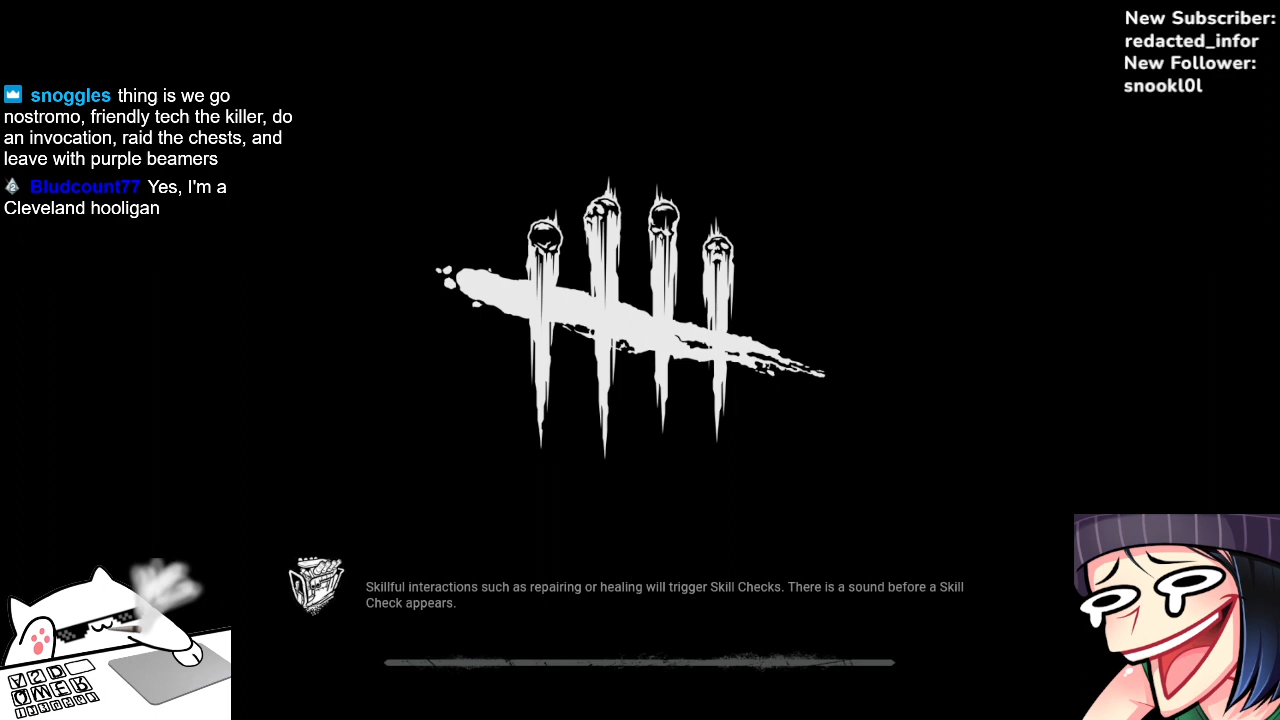 New Subscriber:
redacted_infor
New Follower:
snookl0l
snoggles thing is we go
nostromo, friendly tech the killer, do
an invocation, raid the chests, and
leave with purple beamers
Bludcount77 Yes, I'm a
Cleveland hooligan
Skillful interactions such as repairing or healing will trigger Skill Checks. There is a sound before a Skill
Check appears.